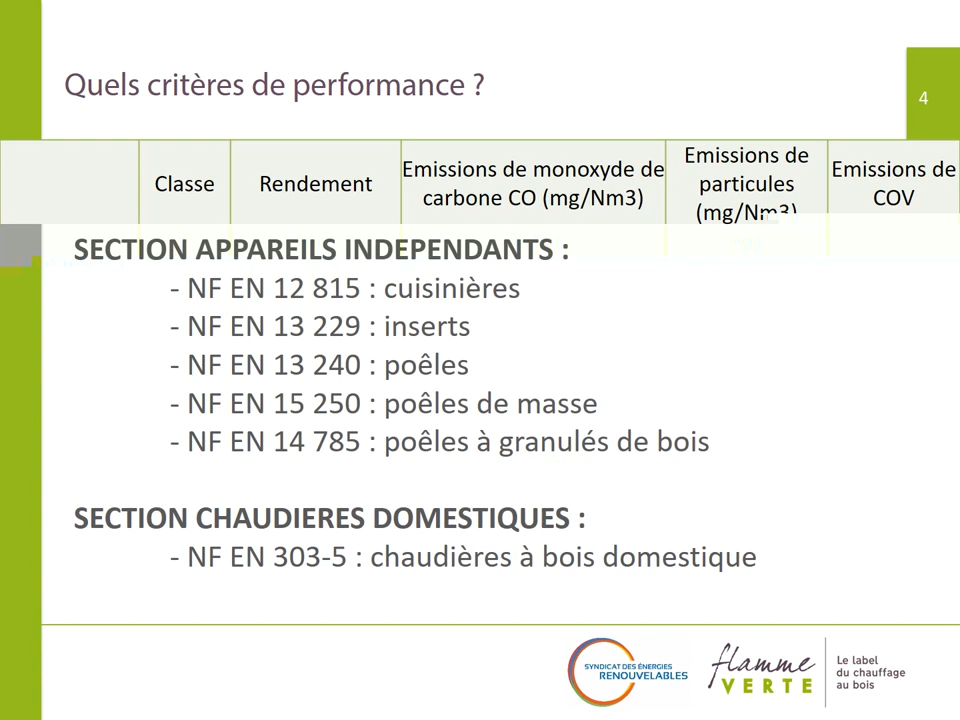 Quels critères de performance ?
4
Classe
Rendement
Emissions de monoxyde de
carbone CO (mg/Nm3)
Emissions de
particules
(mg/Nm3)
Emissions de
COV
SECTION APPAREILS INDEPENDANTS :
- NF EN 12 815 : cuisinières
- NF EN 13 229 : inserts
- NF EN 13 240 : poêles
- NF EN 15 250 : poêles de masse
- NF EN 14 785 : poêles à granulés de bois
SECTION CHAUDIERES DOMESTIQUES :
- NF EN 303-5 : chaudières à bois domestique
SYNDICAT DES ÉNERGIES
RENOUVELABLES
flamme
VERTE
Le label
du chauffage
au bois